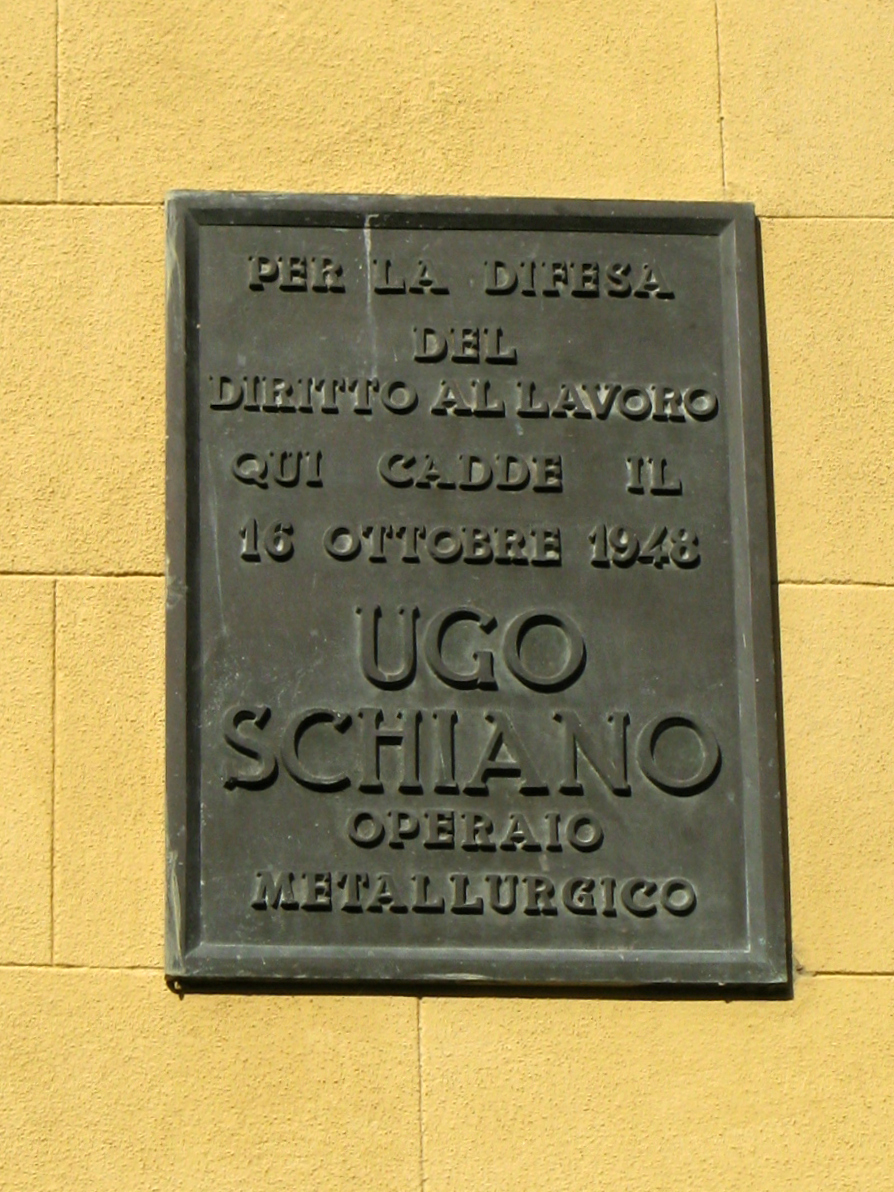 PER LA DIFESA
DEL
DIRITTO AL LAVORO
QUI CADDE IL
16 OTTOBRE 1948
UGO
SCHIANO
OPERAIO
METALLURGICO